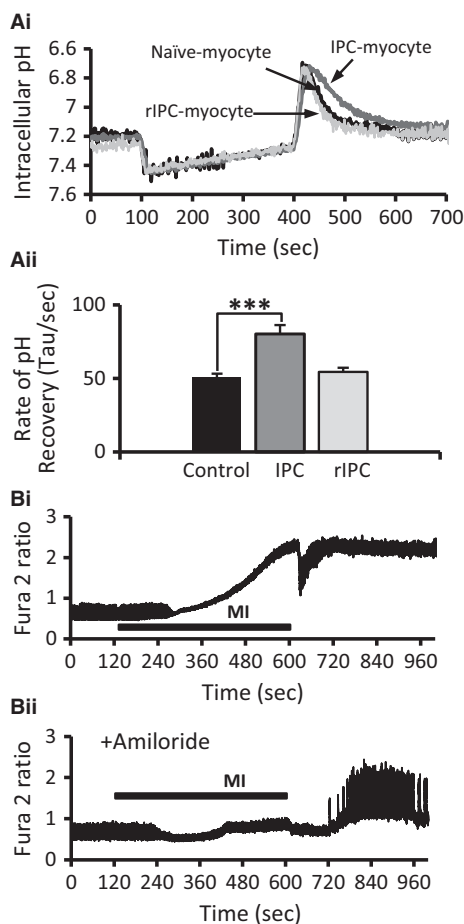 Ai
Intracellular pH
6.6
6.8
7
7.2
7.4
7.6
Naïve-myocyte
IPC-myocyte
rIPC-myocyte
0 100 200 300 400 500 600 700
Time (sec)
Aii
Rate of pH
Recovery (Tau/sec)
100
50
0
***
Control IPC rIPC
Bi
Fura 2 ratio
3
2
1
0
MI
0 120 240 360 480 600 720 840 960
Time (sec)
Bii
+Amiloride
Fura 2 ratio
3
2
1
0
MI
0 120 240 360 480 600 720 840 960
Time (sec)